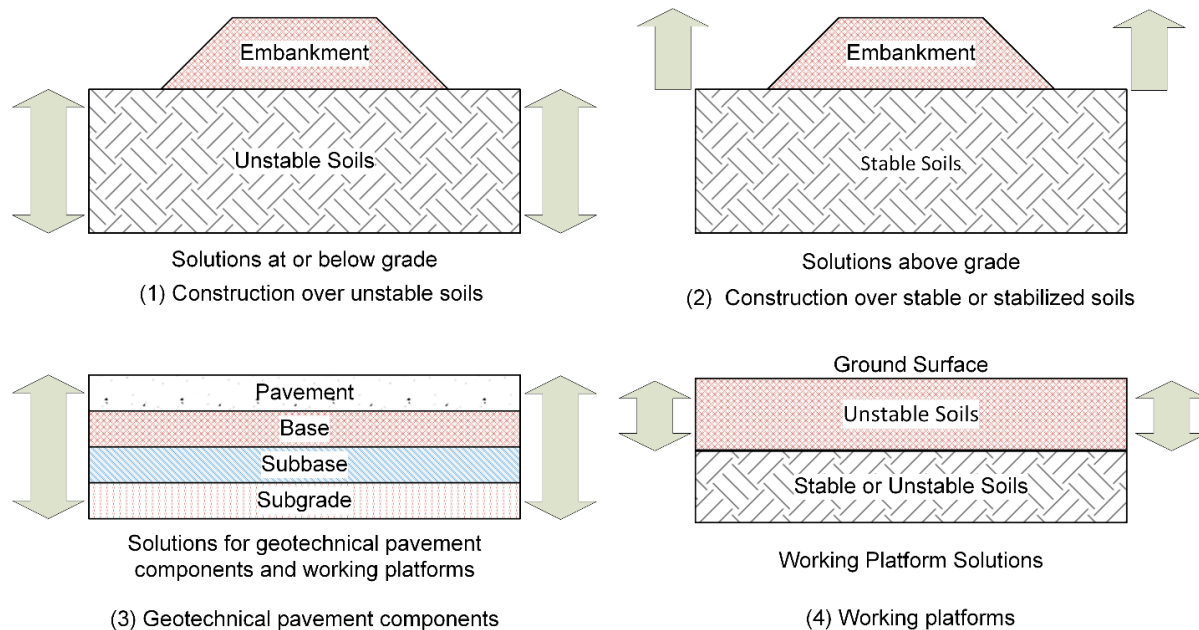 Embankment
Unstable Soils
Solutions at or below grade
(1) Construction over unstable soils
Embankment
Stable Soils
Solutions above grade
(2) Construction over stable or stabilized soils
Pavement
Base
Subbase
Subgrade
Solutions for geotechnical pavement
components and working platforms
(3) Geotechnical pavement components
Ground Surface
Unstable Soils
Stable or Unstable Soils
Working Platform Solutions
(4) Working platforms